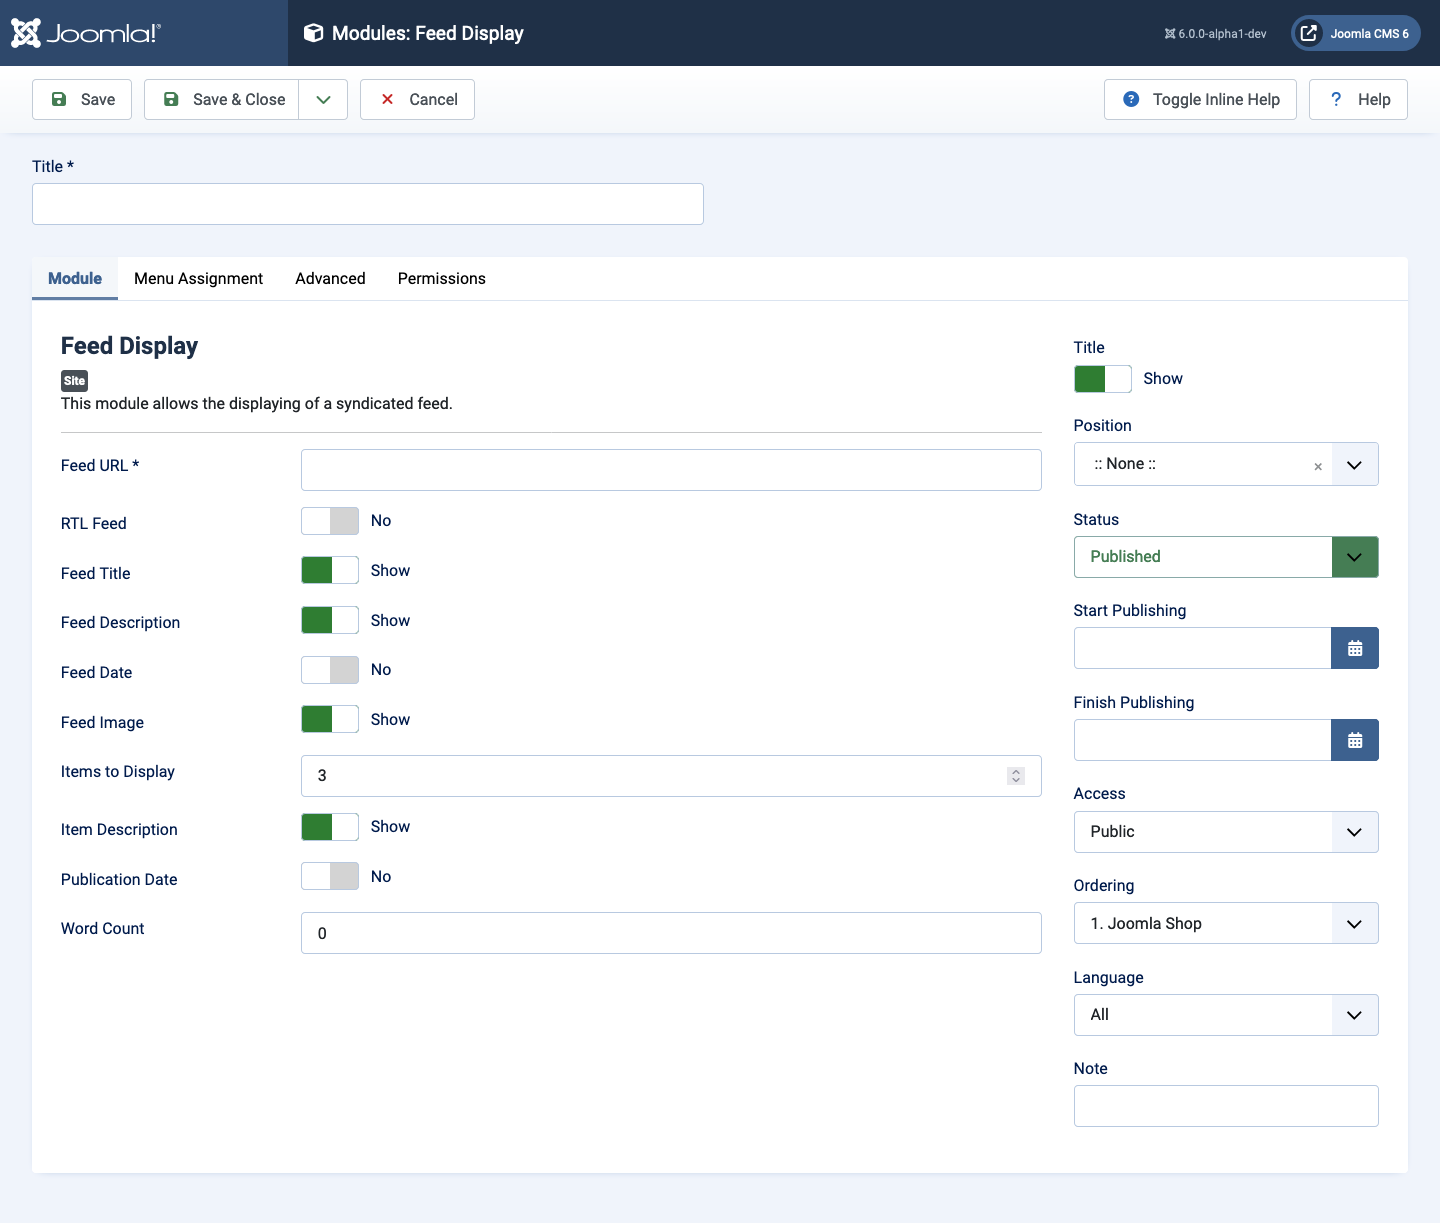 Joomla!®
Modules: Feed Display
6.0.0-alpha1-dev
Joomla CMS 6
Save
Save & Close
Cancel
Toggle Inline Help
Help
Title *
Module
Menu Assignment
Advanced
Permissions
Feed Display
Site
This module allows the displaying of a syndicated feed.
Feed URL *
RTL Feed
No
Feed Title
Show
Feed Description
Show
Feed Date
No
Feed Image
Show
Items to Display
3
Item Description
Show
Publication Date
No
Word Count
0
Title
Show
Position
:: None ::
Status
Published
Start Publishing
Finish Publishing
Access
Public
Ordering
1. Joomla Shop
Language
All
Note